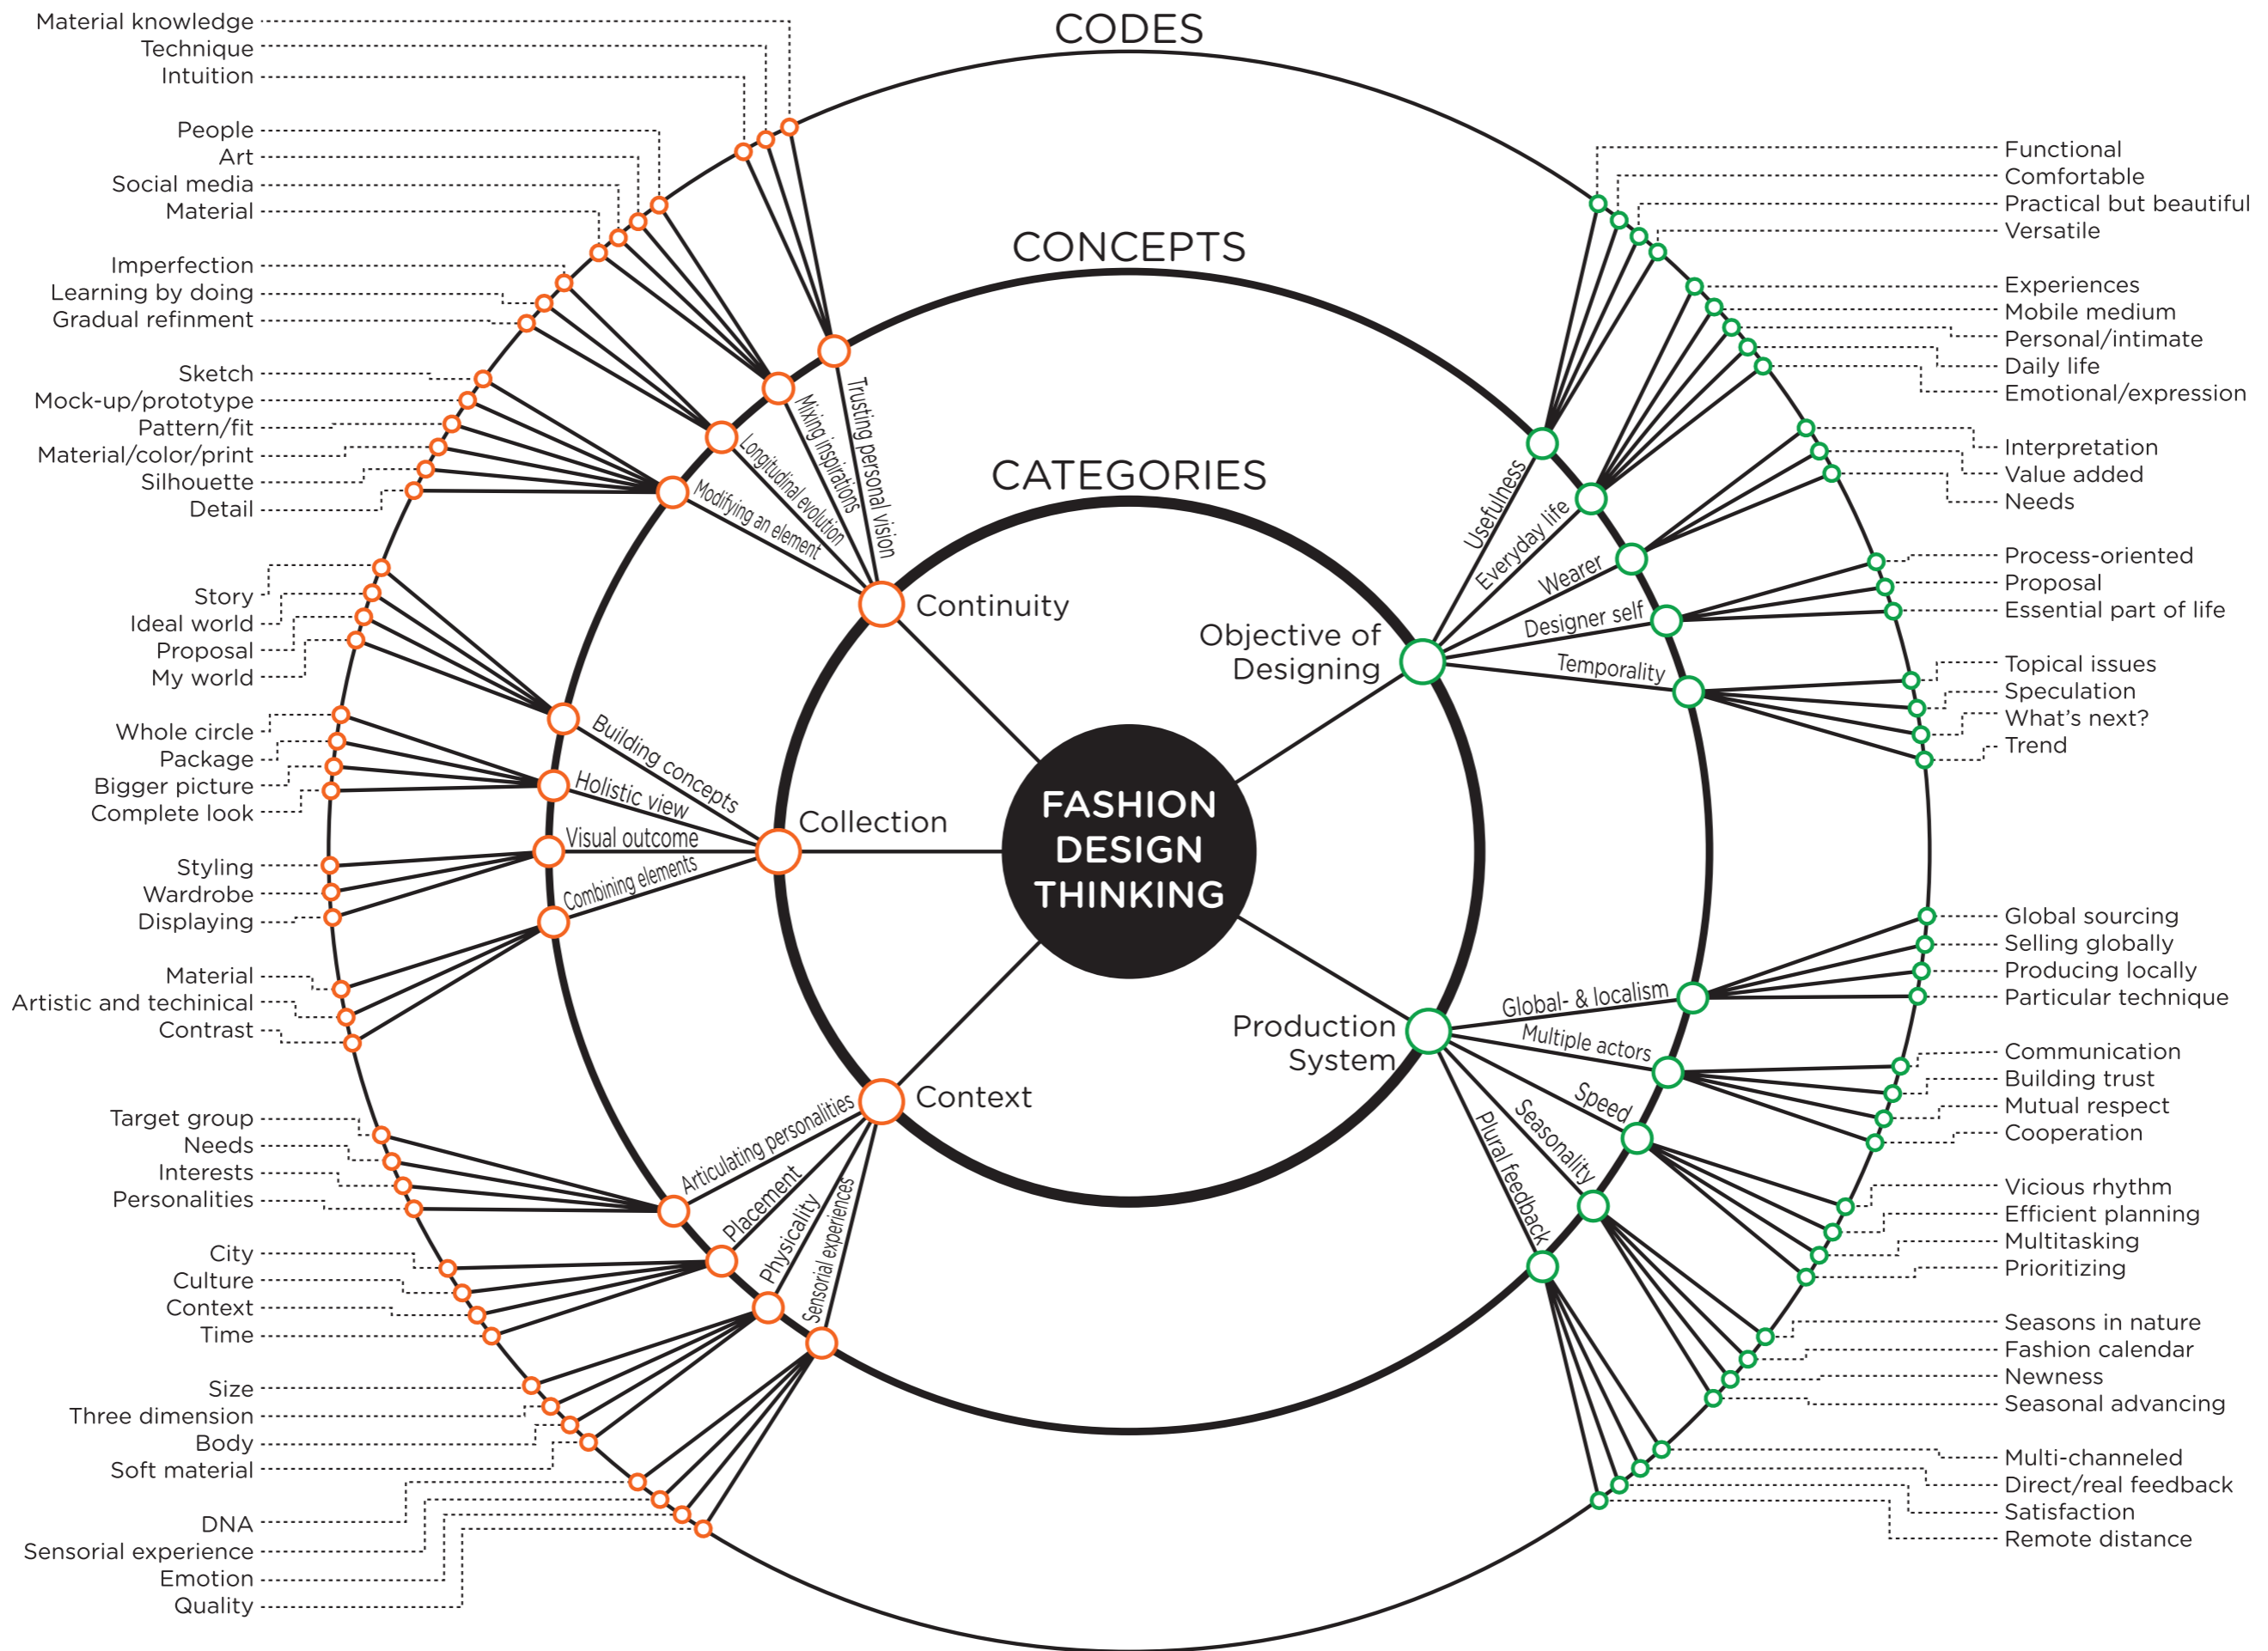 CODES
CONCEPTS
CATEGORIES
FASHION
DESIGN
THINKING
Continuity
Collection
Context
Objective of
Designing
Production
System
Trusting personal vision
Mixing inspirations
Longitudinal evolution
Modifying an element
Building concepts
Holistic view
Visual outcome
Combining elements
Articulating personalities
Placement
Physicality
Sensorial experiences
Usefulness
Everyday life
Wearer
Designer self
Temporality
Global- & localism
Multiple actors
Speed
Seasonality
Plural feedback
Material knowledge
Technique
Intuition
People
Art
Social media
Material
Imperfection
Learning by doing
Gradual refinment
Sketch
Mock-up/prototype
Pattern/fit
Material/color/print
Silhouette
Detail
Story
Ideal world
Proposal
My world
Whole circle
Package
Bigger picture
Complete look
Styling
Wardrobe
Displaying
Material
Artistic and techinical
Contrast
Target group
Needs
Interests
Personalities
City
Culture
Context
Time
Size
Three dimension
Body
Soft material
DNA
Sensorial experience
Emotion
Quality
Functional
Comfortable
Practical but beautiful
Versatile
Experiences
Mobile medium
Personal/intimate
Daily life
Emotional/expression
Interpretation
Value added
Needs
Process-oriented
Proposal
Essential part of life
Topical issues
Speculation
What's next?
Trend
Global sourcing
Selling globally
Producing locally
Particular technique
Communication
Building trust
Mutual respect
Cooperation
Vicious rhythm
Efficient planning
Multitasking
Prioritizing
Seasons in nature
Fashion calendar
Newness
Seasonal advancing
Multi-channeled
Direct/real feedback
Satisfaction
Remote distance